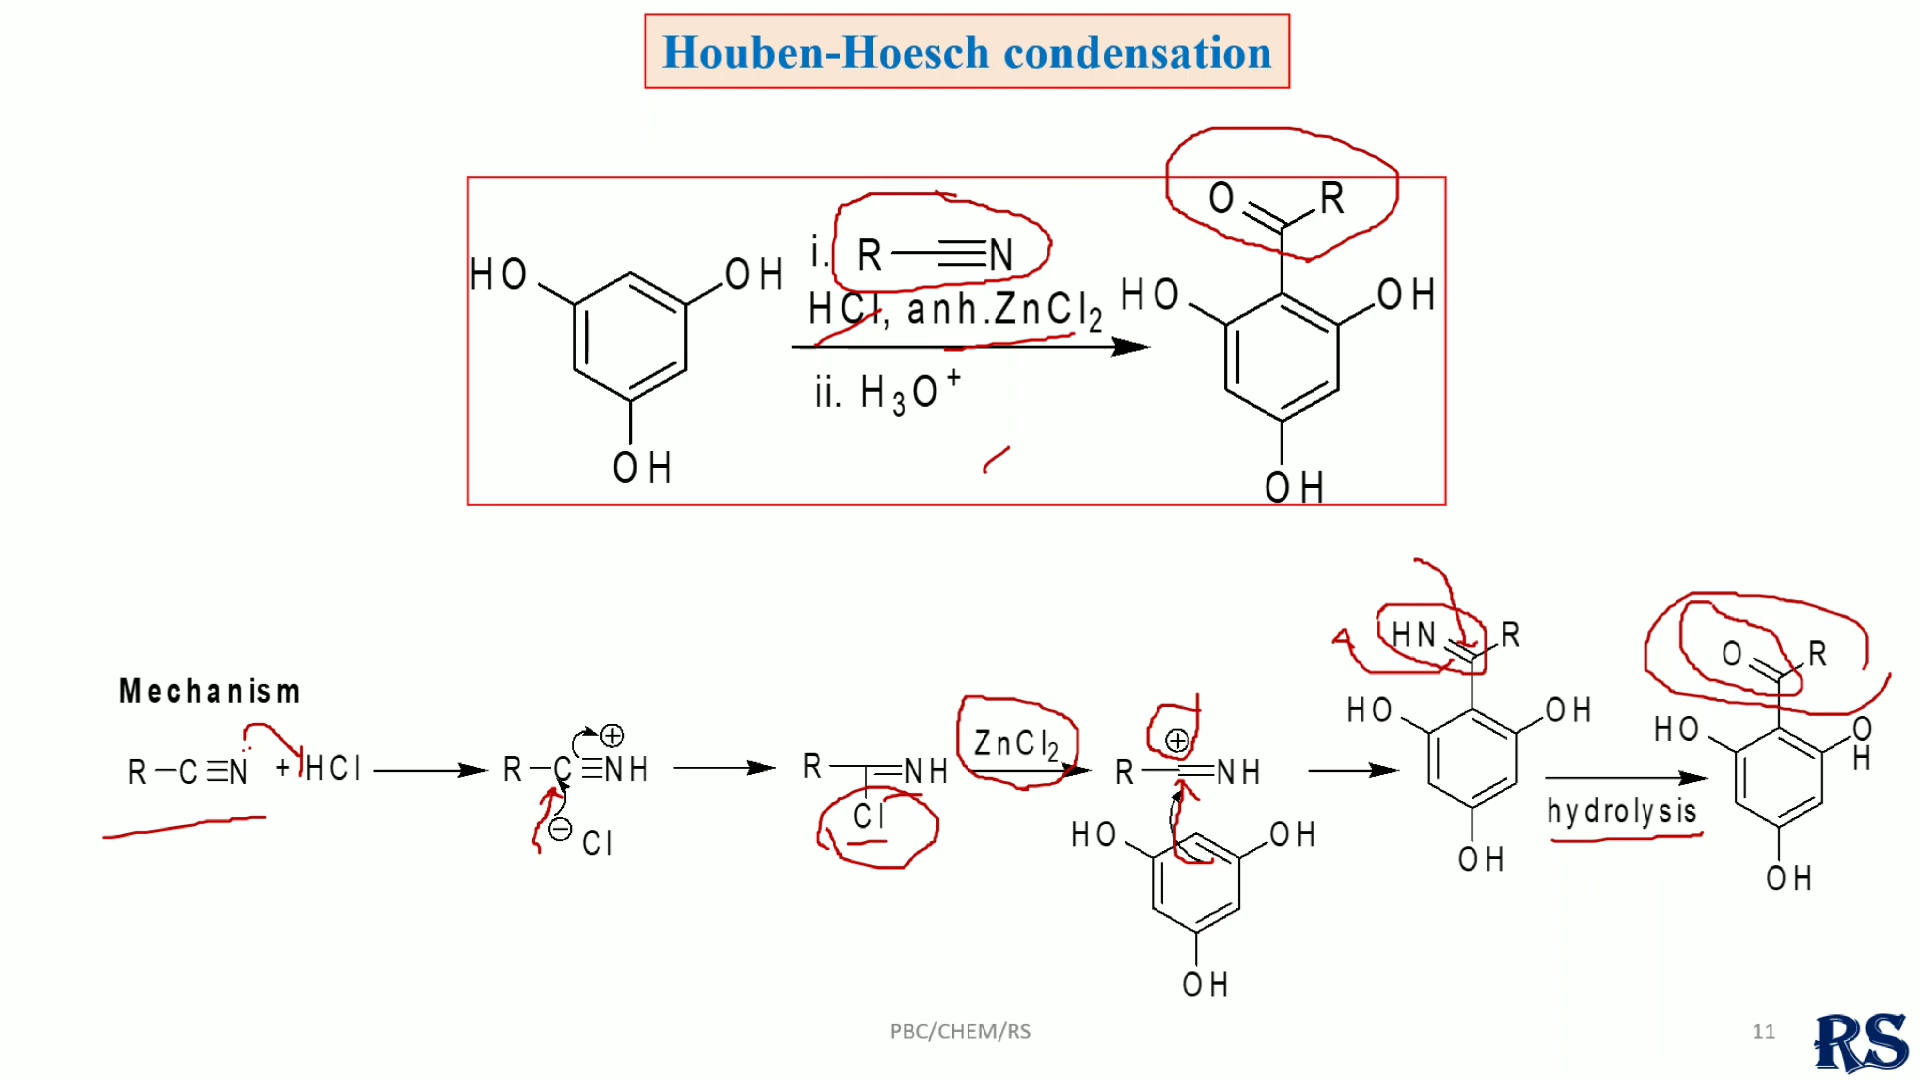 Houben-Hoesch condensation
O R
i. R N
HO OH
HCl, anh.ZnCl2
HO OH
ii. H3O+
OH
OH
Mechanism
R C N + HCl
R C NH
Cl
R NH
Cl
ZnCl2
R NH
HO OH
OH
HN R
HO OH
OH
hydrolysis
O R
HO OH
OH
PBC/CHEM/RS
11
RS